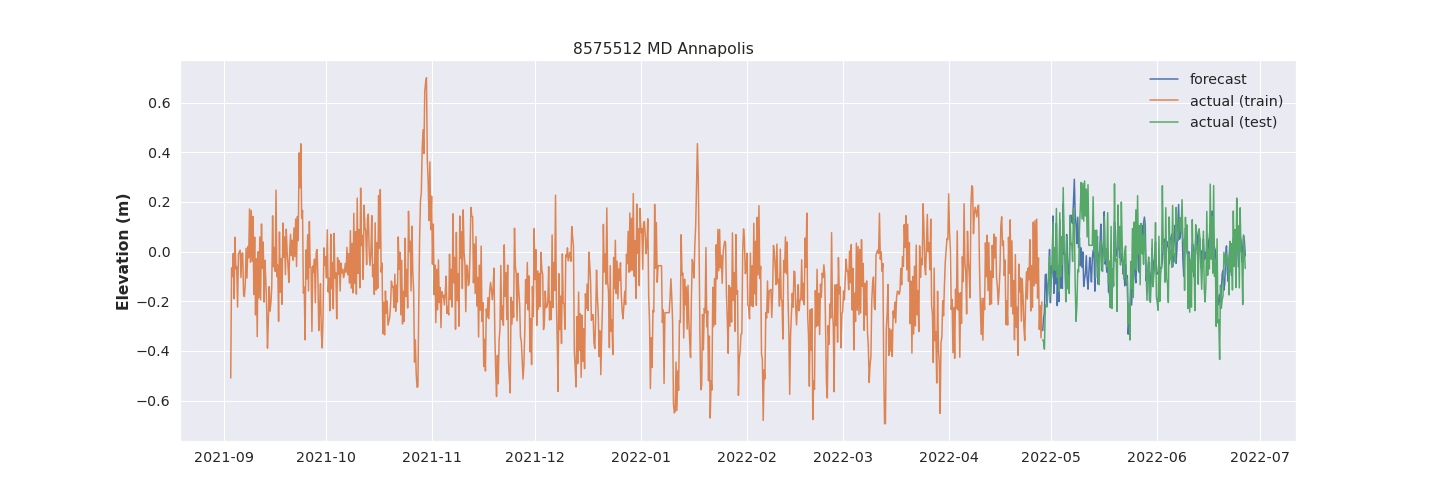 8575512 MD Annapolis
forecast
actual (train)
actual (test)
Elevation (m)
0.6
0.4
0.2
0.0
−0.2
−0.4
−0.6
2021-09 2021-10 2021-11 2021-12 2022-01 2022-02 2022-03 2022-04 2022-05 2022-06 2022-07